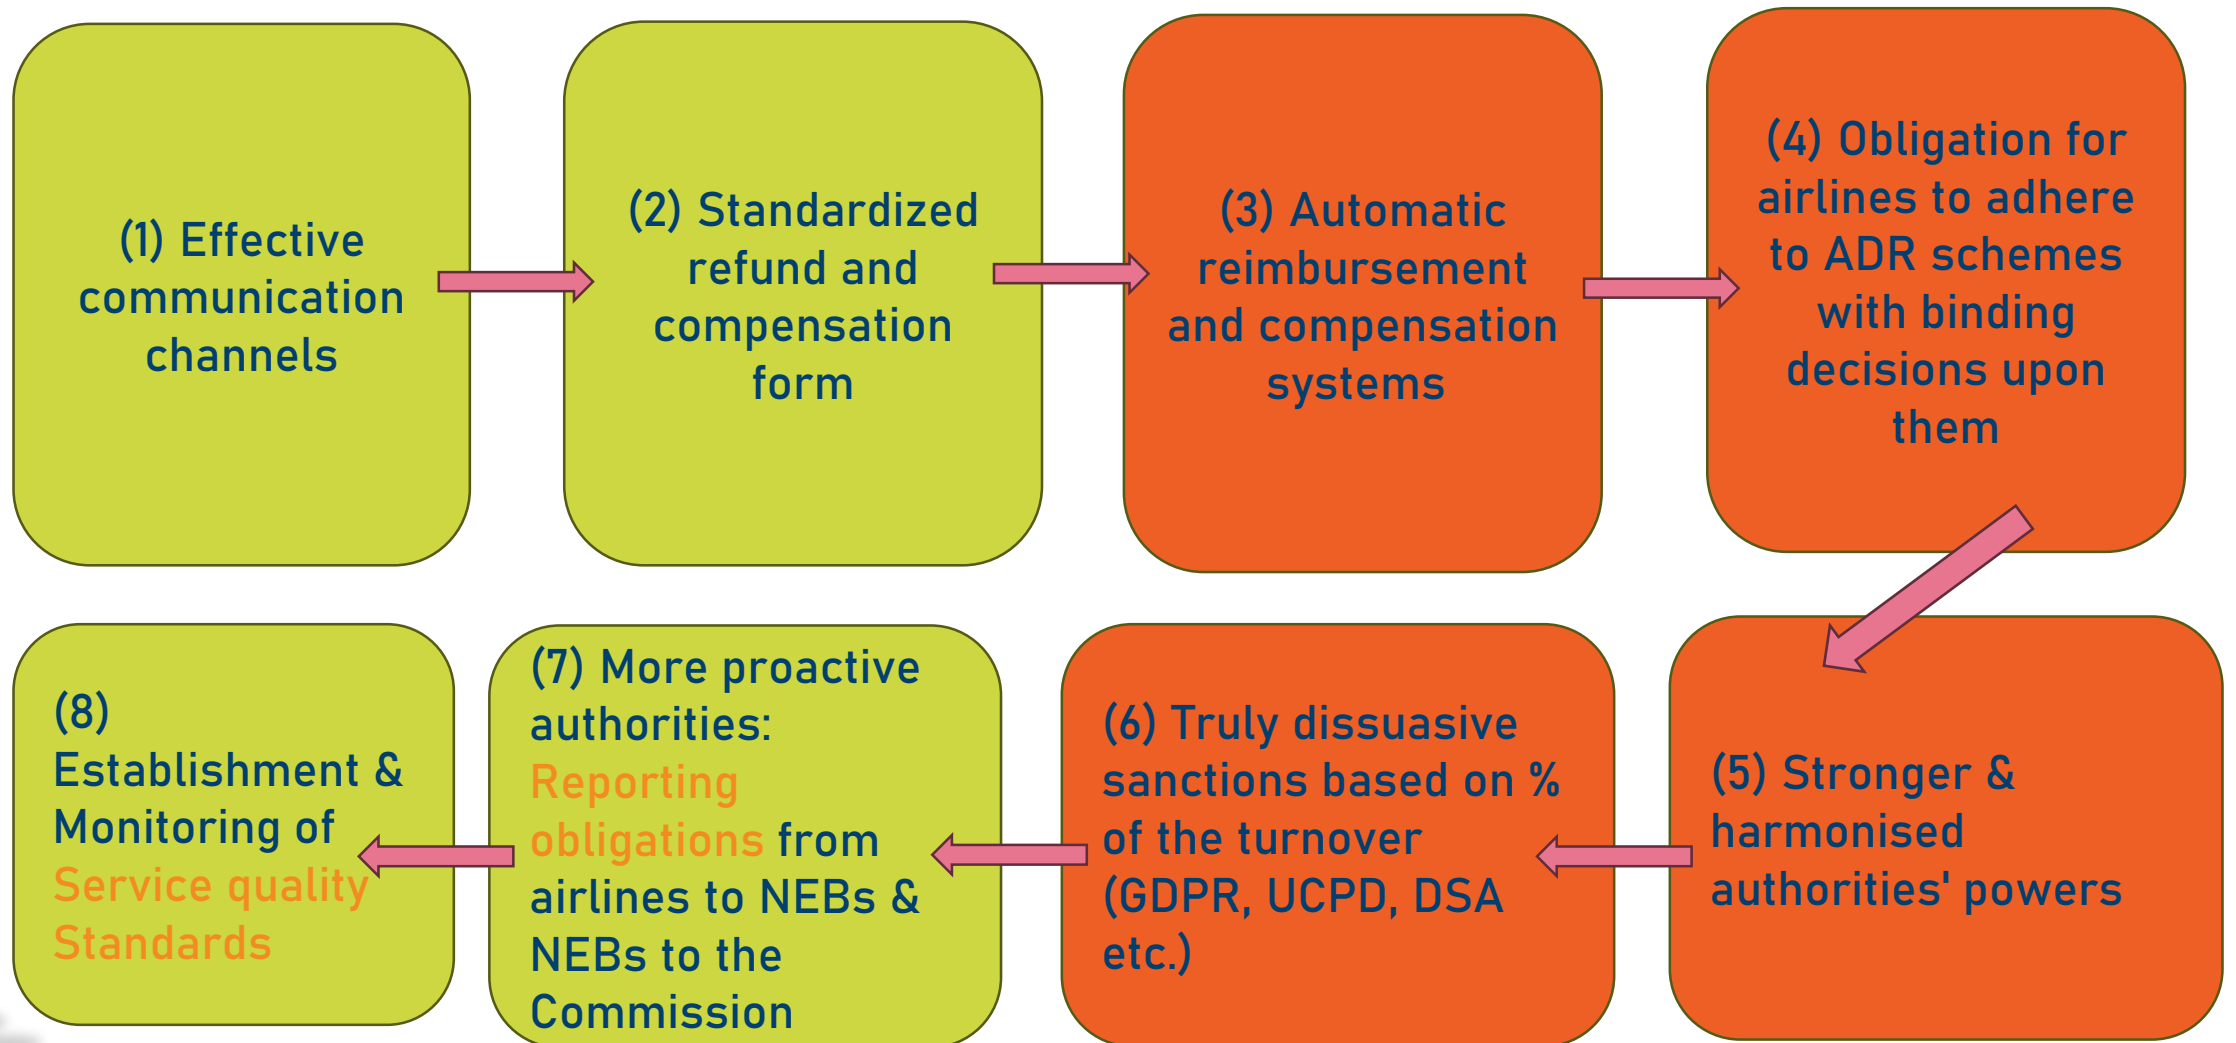 (1) Effective
communication
channels
(2) Standardized
refund and
compensation
form
(3) Automatic
reimbursement
and compensation
systems
(4) Obligation for
airlines to adhere
to ADR schemes
with binding
decisions upon
them
(5) Stronger &
harmonised
authorities' powers
(6) Truly dissuasive
sanctions based on %
of the turnover
(GDPR, UCPD, DSA
etc.)
(7) More proactive
authorities:
Reporting
obligations from
airlines to NEBs &
NEBs to the
Commission
(8)
Establishment &
Monitoring of
Service quality
Standards